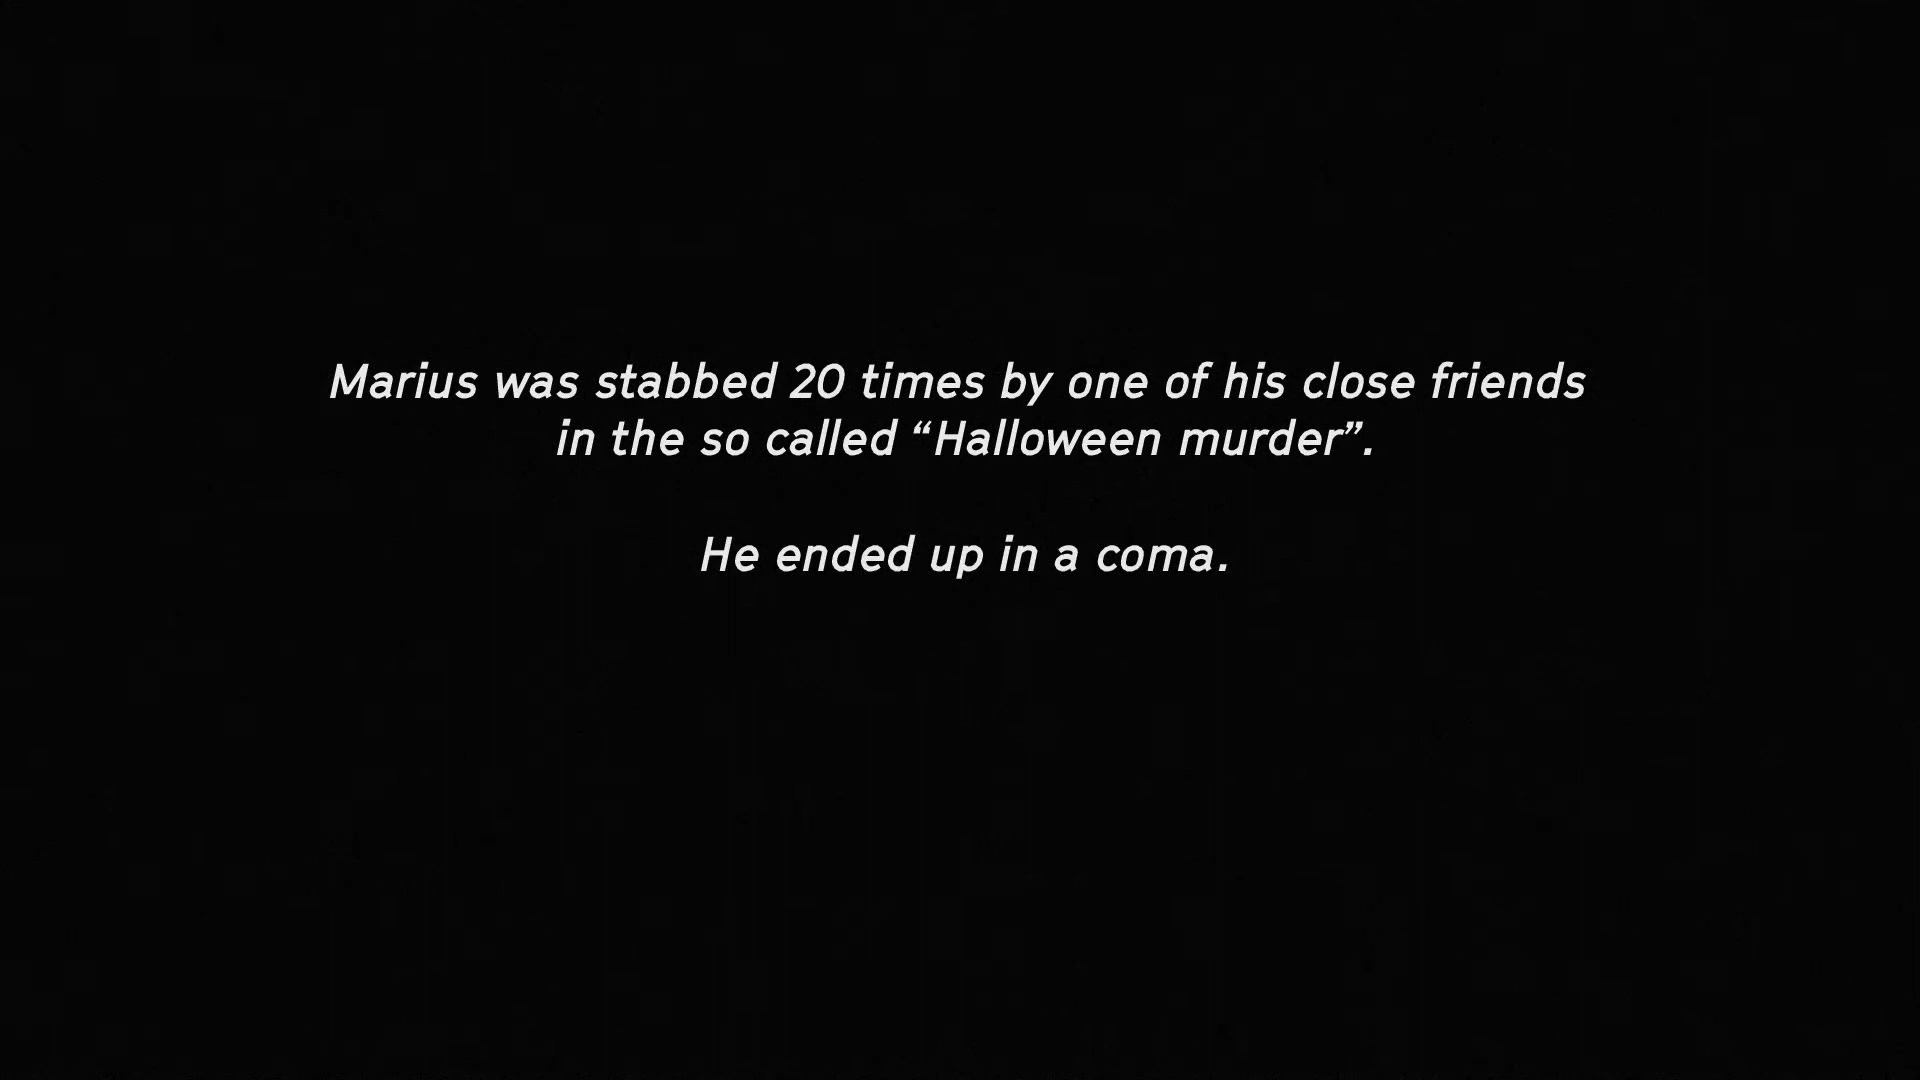 Marius was stabbed 20 times by one of his close friends
in the so called “Halloween murder”.
He ended up in a coma.